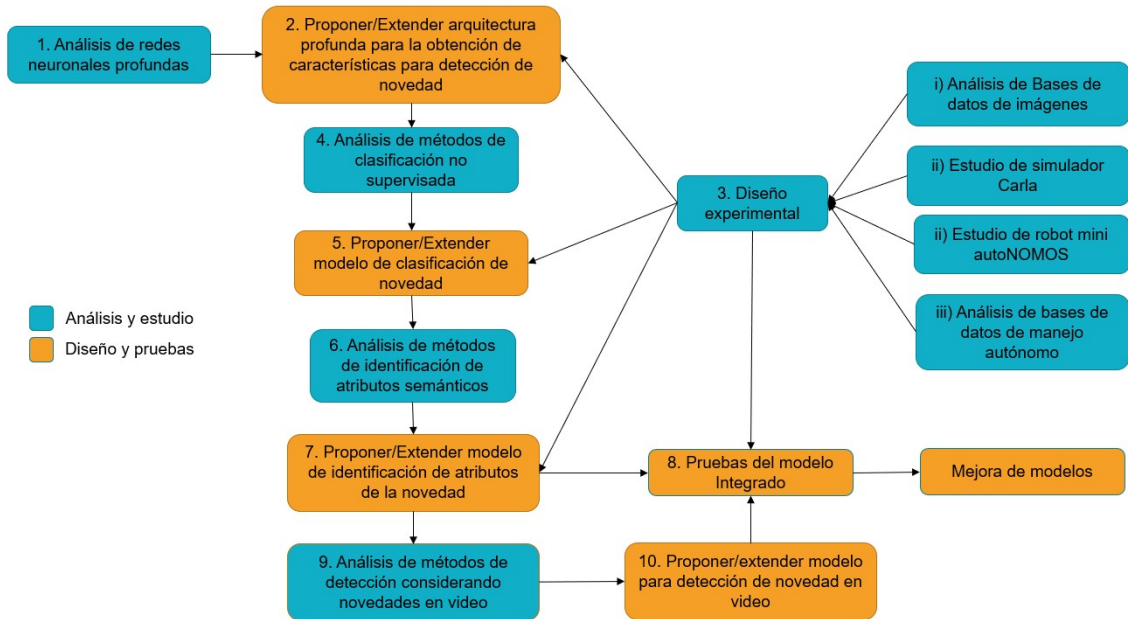 1. Análisis de redes
neuronales profundas
2. Proponer/Extender arquitectura
profunda para la obtención de
características para detección de
novedad
4. Análisis de métodos de
clasificación no
supervisada
5. Proponer/Extender
modelo de clasificación de
novedad
6. Análisis de métodos
de identificación de
atributos semánticos
7. Proponer/Extender modelo
de identificación de atributos
de la novedad
9. Análisis de métodos de
detección considerando
novedades en video
10. Proponer/extender modelo
para detección de novedad en
video
3. Diseño
experimental
8. Pruebas del modelo
Integrado
Mejora de modelos
i) Análisis de Bases de
datos de imágenes
ii) Estudio de simulador
Carla
ii) Estudio de robot mini
autoNOMOS
iii) Análisis de bases de
datos de manejo
autónomo
Análisis y estudio
Diseño y pruebas